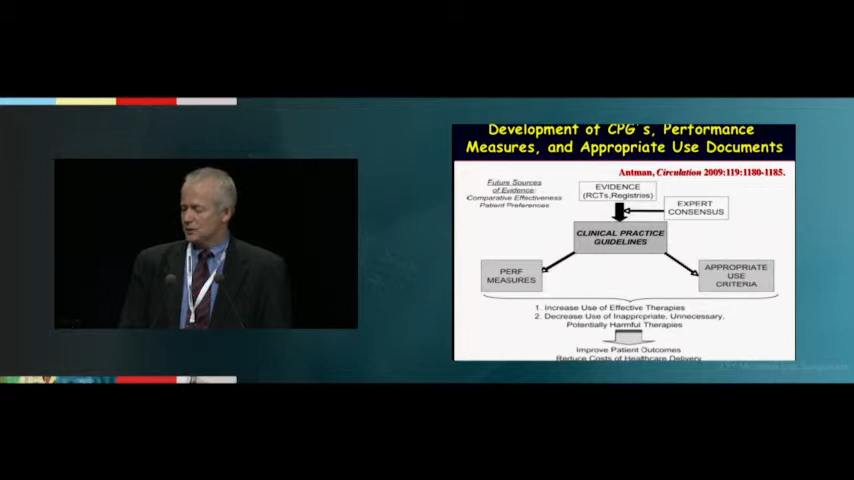 Development of CPG's, Performance
Measures, and Appropriate Use Documents
Antman, Circulation 2009:119:1180-1185.
Future Sources
of Evidence:
Comparative Effectiveness
Patient Preferences
EVIDENCE
(RCTs,Registries)
EXPERT
CONSENSUS
CLINICAL PRACTICE
GUIDELINES
PERF
MEASURES
APPROPRIATE
USE
CRITERIA
1. Increase Use of Effective Therapies
2. Decrease Use of Inappropriate, Unnecessary,
Potentially Harmful Therapies
Improve Patient Outcomes
Reduce Costs of Healthcare Delivery